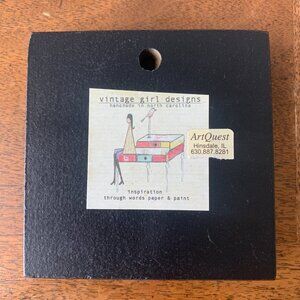 vintage girl designs
handmade in north carolina
ArtQuest
Hinsdale, IL
630.887.8281
inspiration
through words paper & paint